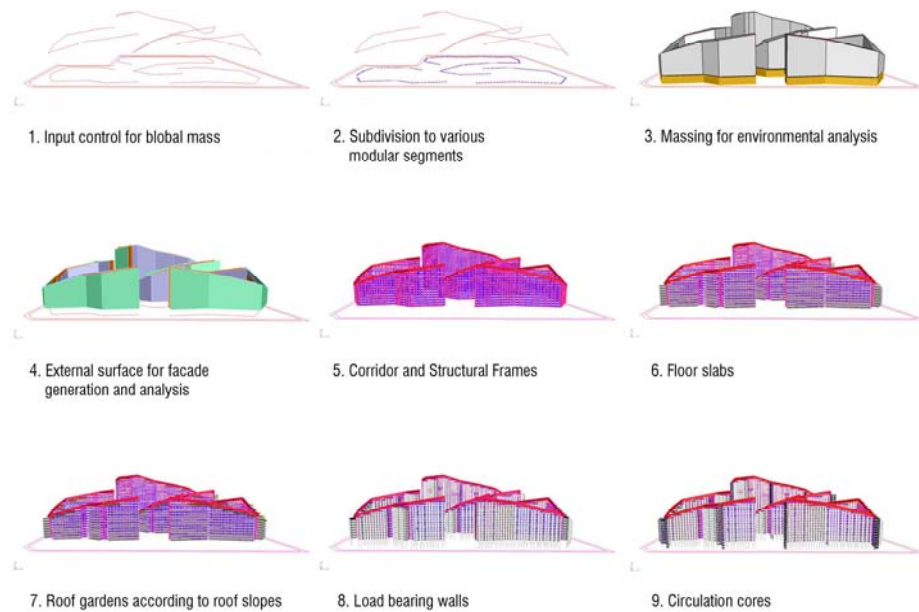 1. Input control for blobal mass
2. Subdivision to various
modular segments
3. Massing for environmental analysis
4. External surface for facade
generation and analysis
5. Corridor and Structural Frames
6. Floor slabs
7. Roof gardens according to roof slopes
8. Load bearing walls
9. Circulation cores